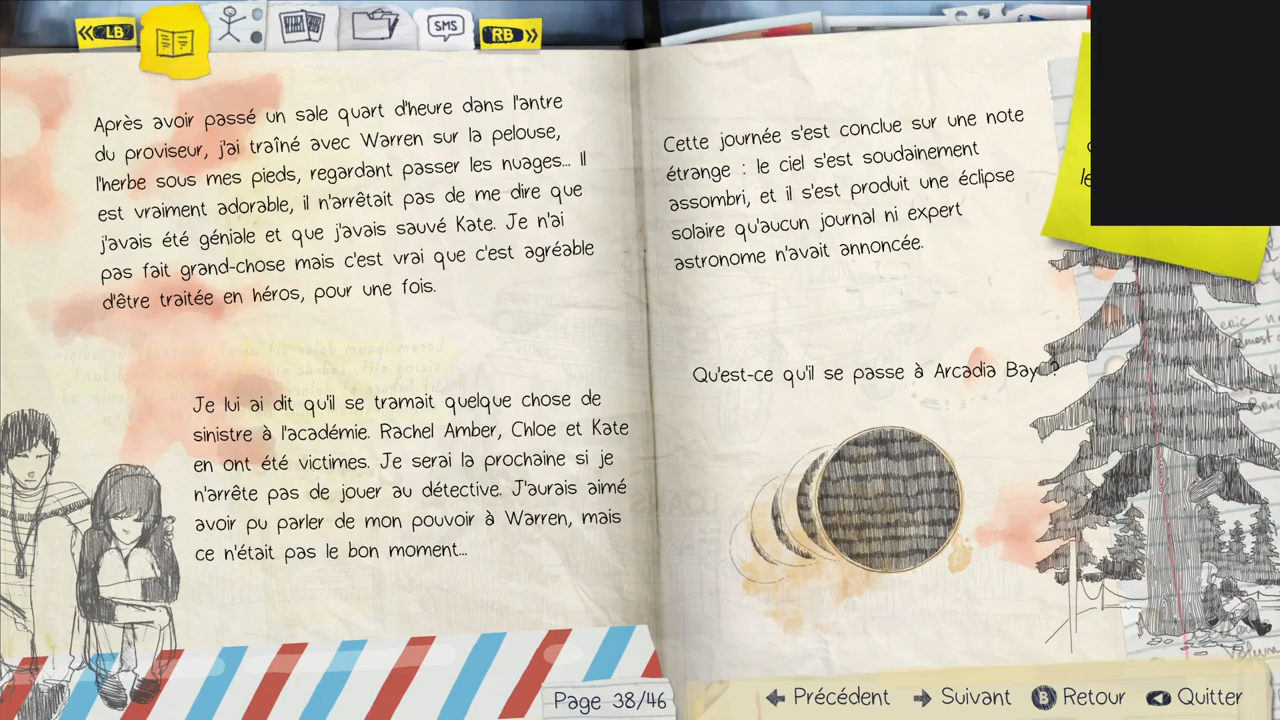 LB
SMS
RB
Après avoir passé un sale quart d'heure dans l'antre
du proviseur, j'ai traîné avec Warren sur la pelouse,
l'herbe sous mes pieds, regardant passer les nuages... Il
est vraiment adorable, il n'arrêtait pas de me dire que
j'avais été géniale et que j'avais sauvé Kate. Je n'ai
pas fait grand-chose mais c'est vrai que c'est agréable
d'être traitée en héros, pour une fois.
Je lui ai dit qu'il se tramait quelque chose de
sinistre à l'académie. Rachel Amber, Chloe et Kate
en ont été victimes. Je serai la prochaine si je
n'arrête pas de jouer au détective. J'aurais aimé
avoir pu parler de mon pouvoir à Warren, mais
ce n'était pas le bon moment...
Cette journée s'est conclue sur une note
étrange : le ciel s'est soudainement
assombri, et il s'est produit une éclipse
solaire qu'aucun journal ni expert
astronome n'avait annoncée.
Qu'est-ce qu'il se passe à Arcadia Bay ?
Page 38/46
Précédent
Suivant
B Retour
Quitter